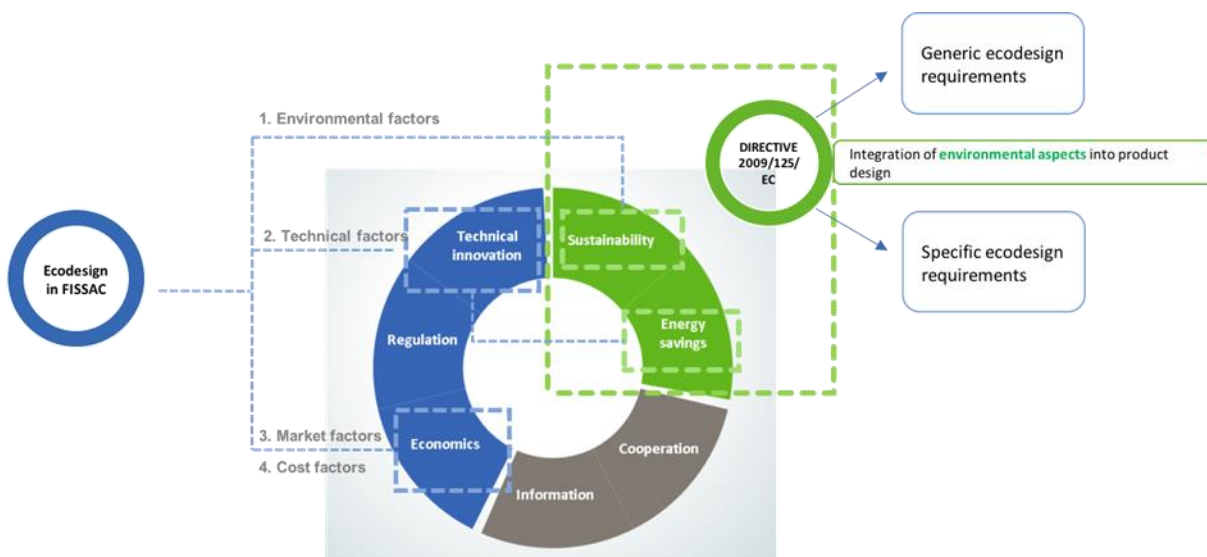 Generic ecodesign
requirements
1. Environmental factors
DIRECTIVE
2009/125/
EC
Integration of environmental aspects into product
design
2. Technical factors
Technical
innovation
Sustainability
Specific ecodesign
requirements
Ecodesign
in FISSAC
Regulation
Energy
savings
3. Market factors
Economics
4. Cost factors
Cooperation
Information